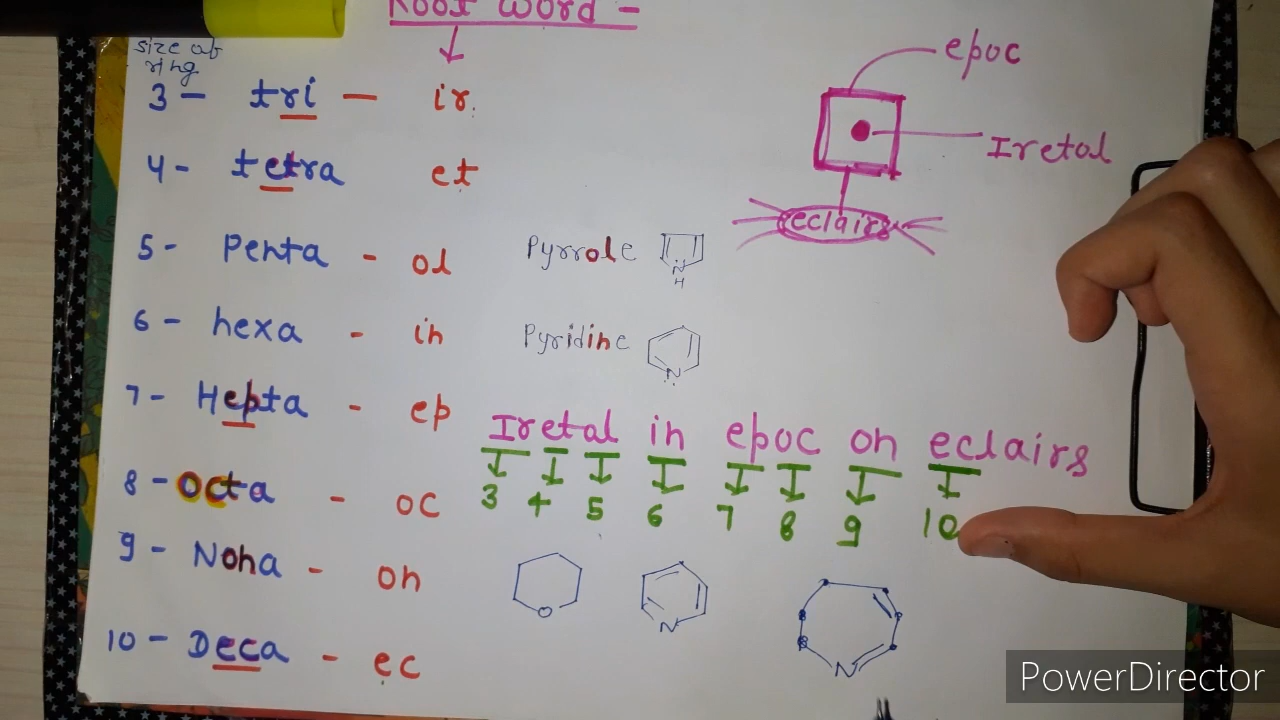 Root Word -
size of
ring
3 - tri - ir.
4 - tetra et
5 - Penta - ol
6 - hexa - in
7 - Hepta - ep
8 - octa - oc
9 - Nona - on
10 - Deca - ec
epoc
Iretol
eclairs
Pyrrole
N
H
Pyridine
N
Iretal in epoc on eclairs
3 4 5 6 7 8 9 10
O
N
N
PowerDirector